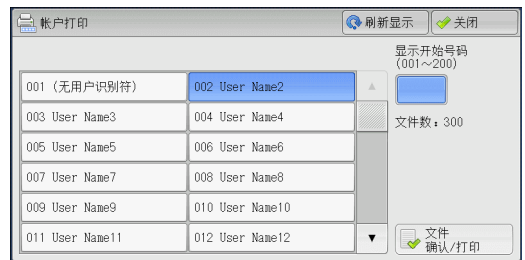 帐户打印
刷新显示
关闭
显示开始号码
(001～200)
001 (无用户识别符)
002 User Name2
003 User Name3
004 User Name4
文件数：300
005 User Name5
006 User Name6
007 User Name7
008 User Name8
009 User Name9
010 User Name10
011 User Name11
012 User Name12
文件
确认/打印